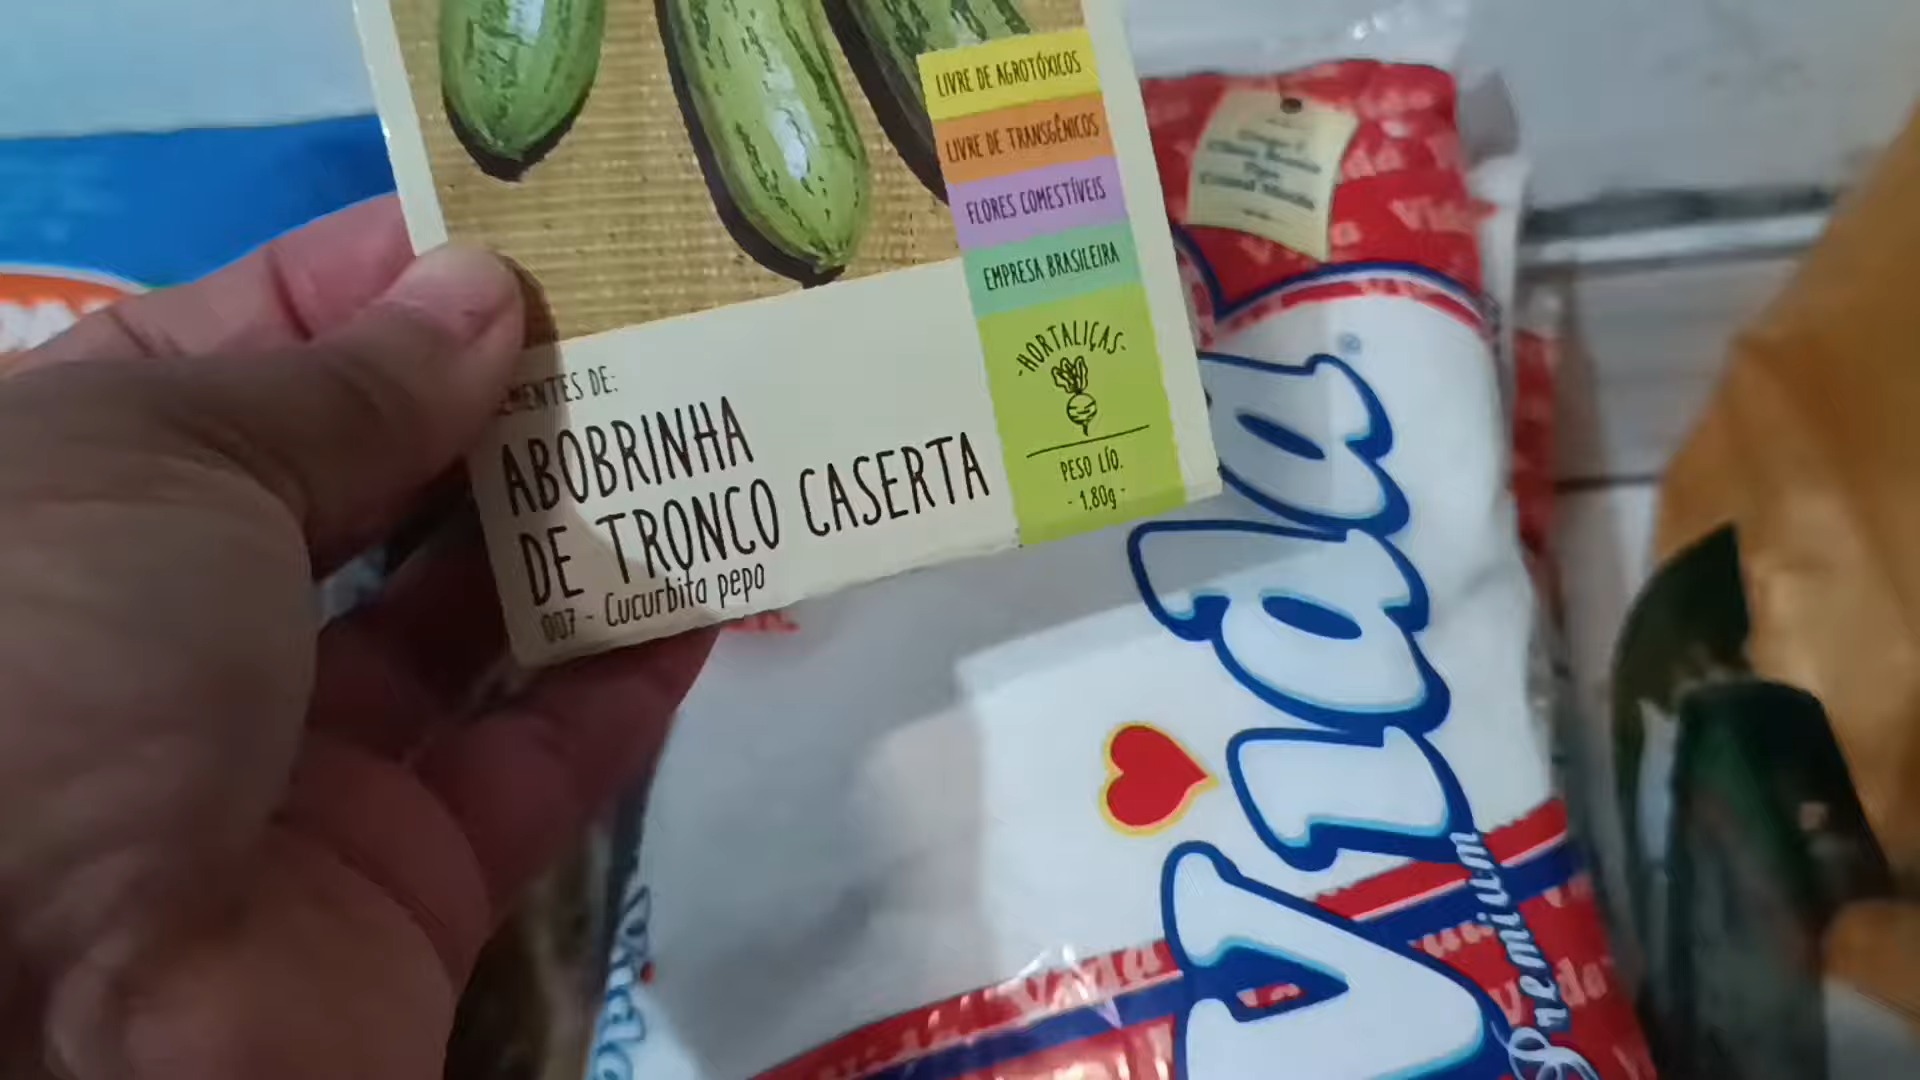 LIVRE DE AGROTÓXICOS
LIVRE DE TRANSGÊNICOS
FLORES COMESTÍVEIS
EMPRESA BRASILEIRA
-HORTALIÇAS-
PESO LÍQ.
- 1,80g -
EMENTES DE:
ABOBRINHA
DE TRONCO CASERTA
007 - Cucurbita pepo
Vida
®
Premium
Vida